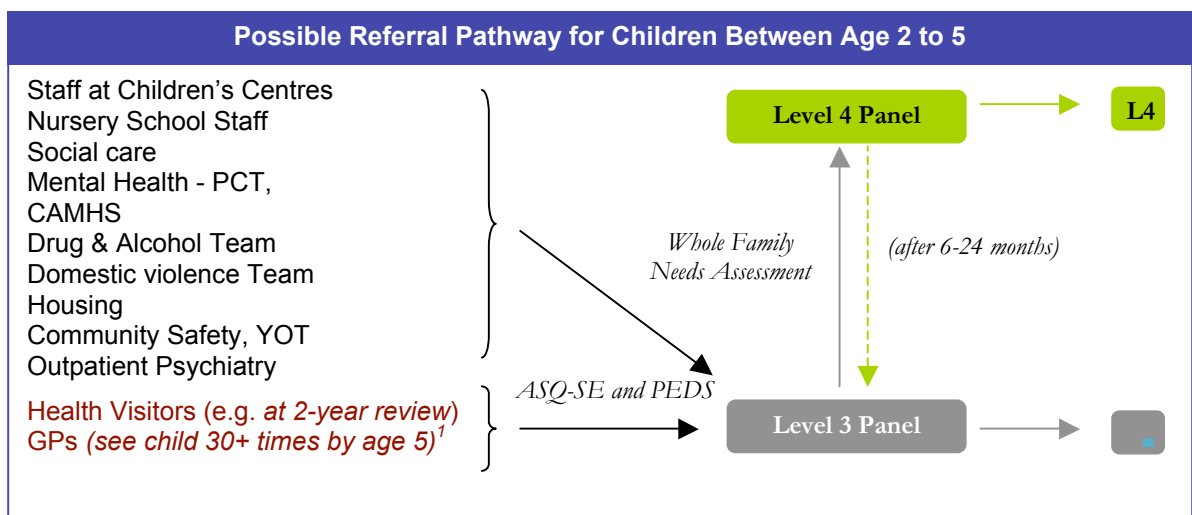 Possible Referral Pathway for Children Between Age 2 to 5
Staff at Children’s Centres
Nursery School Staff
Social care
Mental Health - PCT,
CAMHS
Drug & Alcohol Team
Domestic violence Team
Housing
Community Safety, YOT
Outpatient Psychiatry
Health Visitors (e.g. at 2-year review)
GPs (see child 30+ times by age 5)¹
ASQ-SE and PEDS
Level 4 Panel
L4
Whole Family
Needs Assessment
(after 6-24 months)
Level 3 Panel